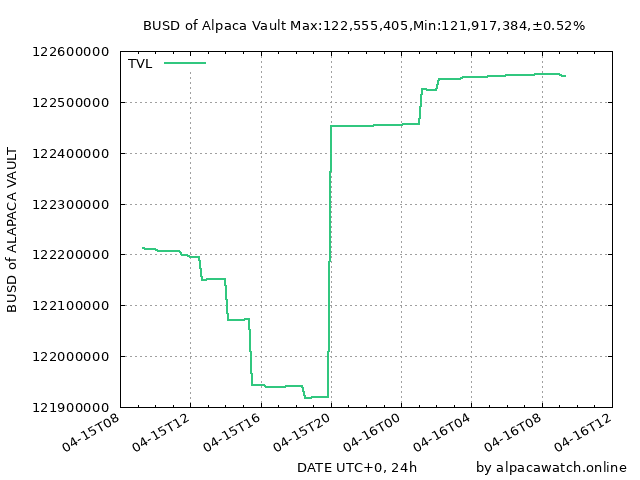 BUSD of Alpaca Vault Max:122,555,405,Min:121,917,384,±0.52%
TVL
122600000
122500000
122400000
122300000
122200000
122100000
122000000
121900000
BUSD of ALAPACA VAULT
04-15T08
04-15T12
04-15T16
04-15T20
04-16T00
04-16T04
04-16T08
04-16T12
DATE UTC+0, 24h
by alpacawatch.online